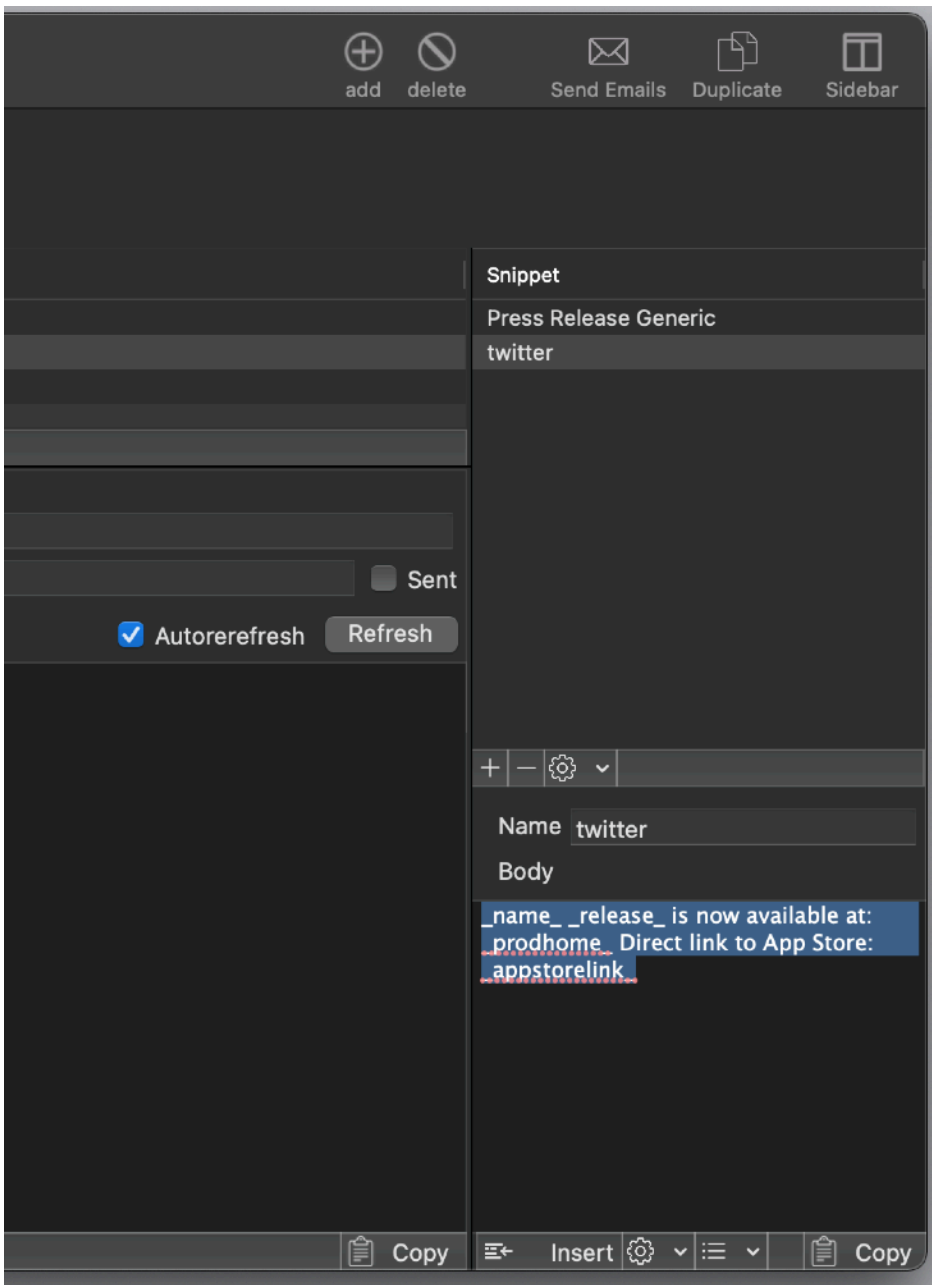 add delete Send Emails Duplicate Sidebar
Snippet
Press Release Generic
twitter
Sent
Autorerefresh Refresh
Name twitter
Body
_name_ _release_ is now available at:
_prodhome_ Direct link to App Store:
_appstorelink_
Copy Insert Copy